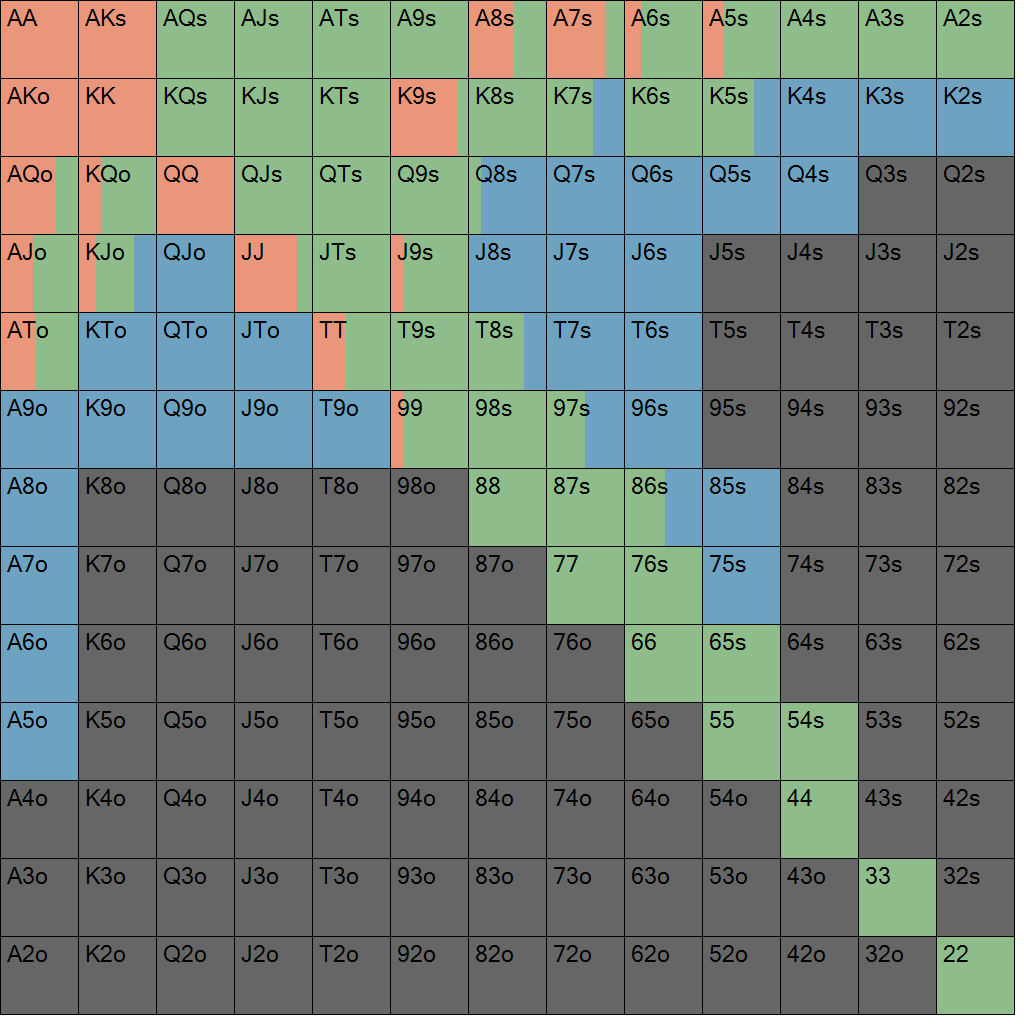 AA AKs AQs AJs ATs A9s A8s A7s A6s A5s A4s A3s A2s
AKo KK KQs KJs KTs K9s K8s K7s K6s K5s K4s K3s K2s
AQo KQo QQ QJs QTs Q9s Q8s Q7s Q6s Q5s Q4s Q3s Q2s
AJo KJo QJo JJ JTs J9s J8s J7s J6s J5s J4s J3s J2s
ATo KTo QTo JTo TT T9s T8s T7s T6s T5s T4s T3s T2s
A9o K9o Q9o J9o T9o 99 98s 97s 96s 95s 94s 93s 92s
A8o K8o Q8o J8o T8o 98o 88 87s 86s 85s 84s 83s 82s
A7o K7o Q7o J7o T7o 97o 87o 77 76s 75s 74s 73s 72s
A6o K6o Q6o J6o T6o 96o 86o 76o 66 65s 64s 63s 62s
A5o K5o Q5o J5o T5o 95o 85o 75o 65o 55 54s 53s 52s
A4o K4o Q4o J4o T4o 94o 84o 74o 64o 54o 44 43s 42s
A3o K3o Q3o J3o T3o 93o 83o 73o 63o 53o 43o 33 32s
A2o K2o Q2o J2o T2o 92o 82o 72o 62o 52o 42o 32o 22